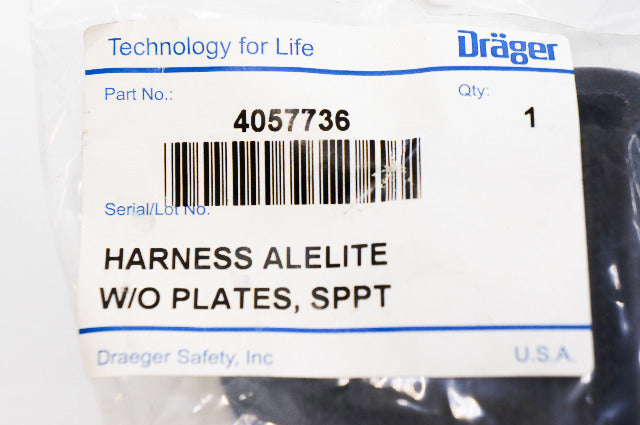 Technology for Life Dräger
Part No.: Qty:
4057736 1
Serial/Lot No.
HARNESS ALELITE
W/O PLATES, SPPT
Draeger Safety, Inc U.S.A.